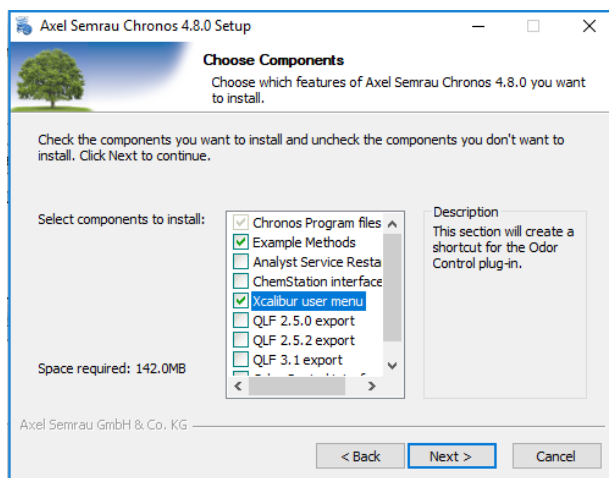 Axel Semrau Chronos 4.8.0 Setup
Choose Components
Choose which features of Axel Semrau Chronos 4.8.0 you want
to install.
Check the components you want to install and uncheck the components you don't want to
install. Click Next to continue.
Select components to install:
Chronos Program files
Example Methods
Analyst Service Resta
ChemStation interface
Xcalibur user menu
QLF 2.5.0 export
QLF 2.5.2 export
QLF 3.1 export
Description
This section will create a
shortcut for the Odor
Control plug-in.
Space required: 142.0MB
Axel Semrau GmbH & Co. KG
< Back
Next >
Cancel